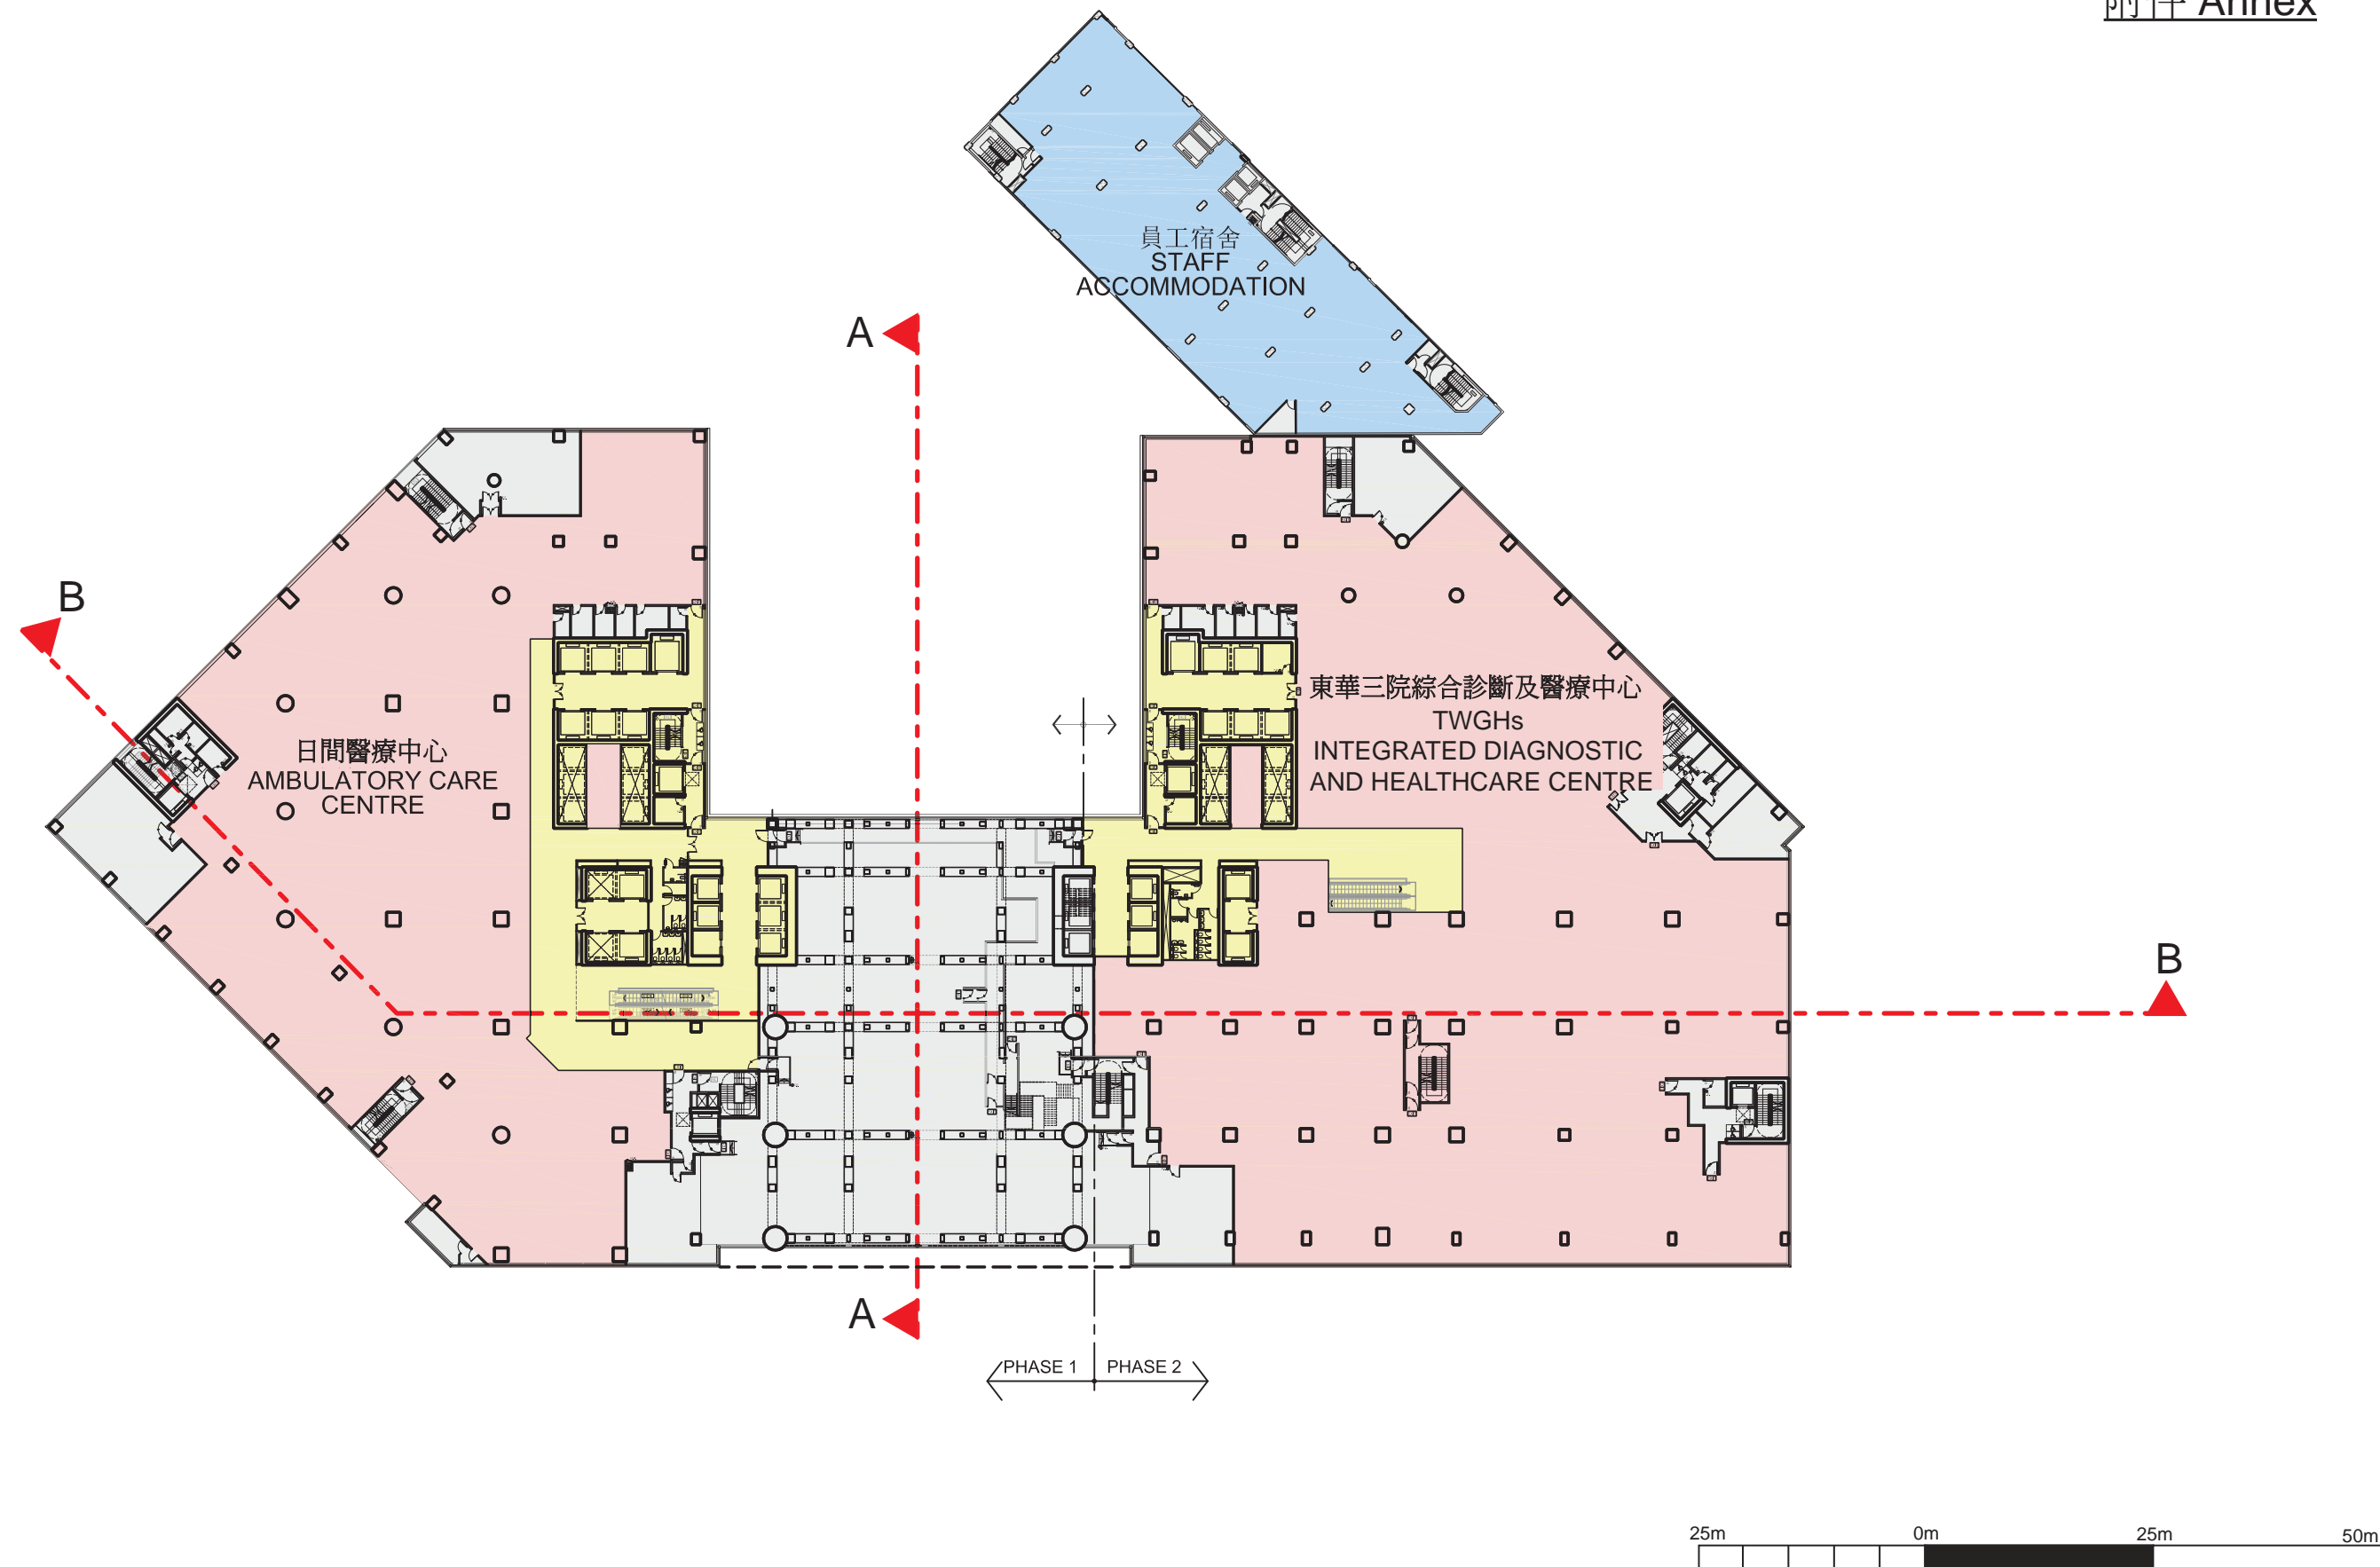 附件 Annex
員工宿舍
STAFF
ACCOMMODATION
A
B
東華三院綜合診斷及醫療中心
TWGHs
INTEGRATED DIAGNOSTIC
AND HEALTHCARE CENTRE
日間醫療中心
AMBULATORY CARE
CENTRE
B
A
PHASE 1 PHASE 2
25m 0m 25m 50m